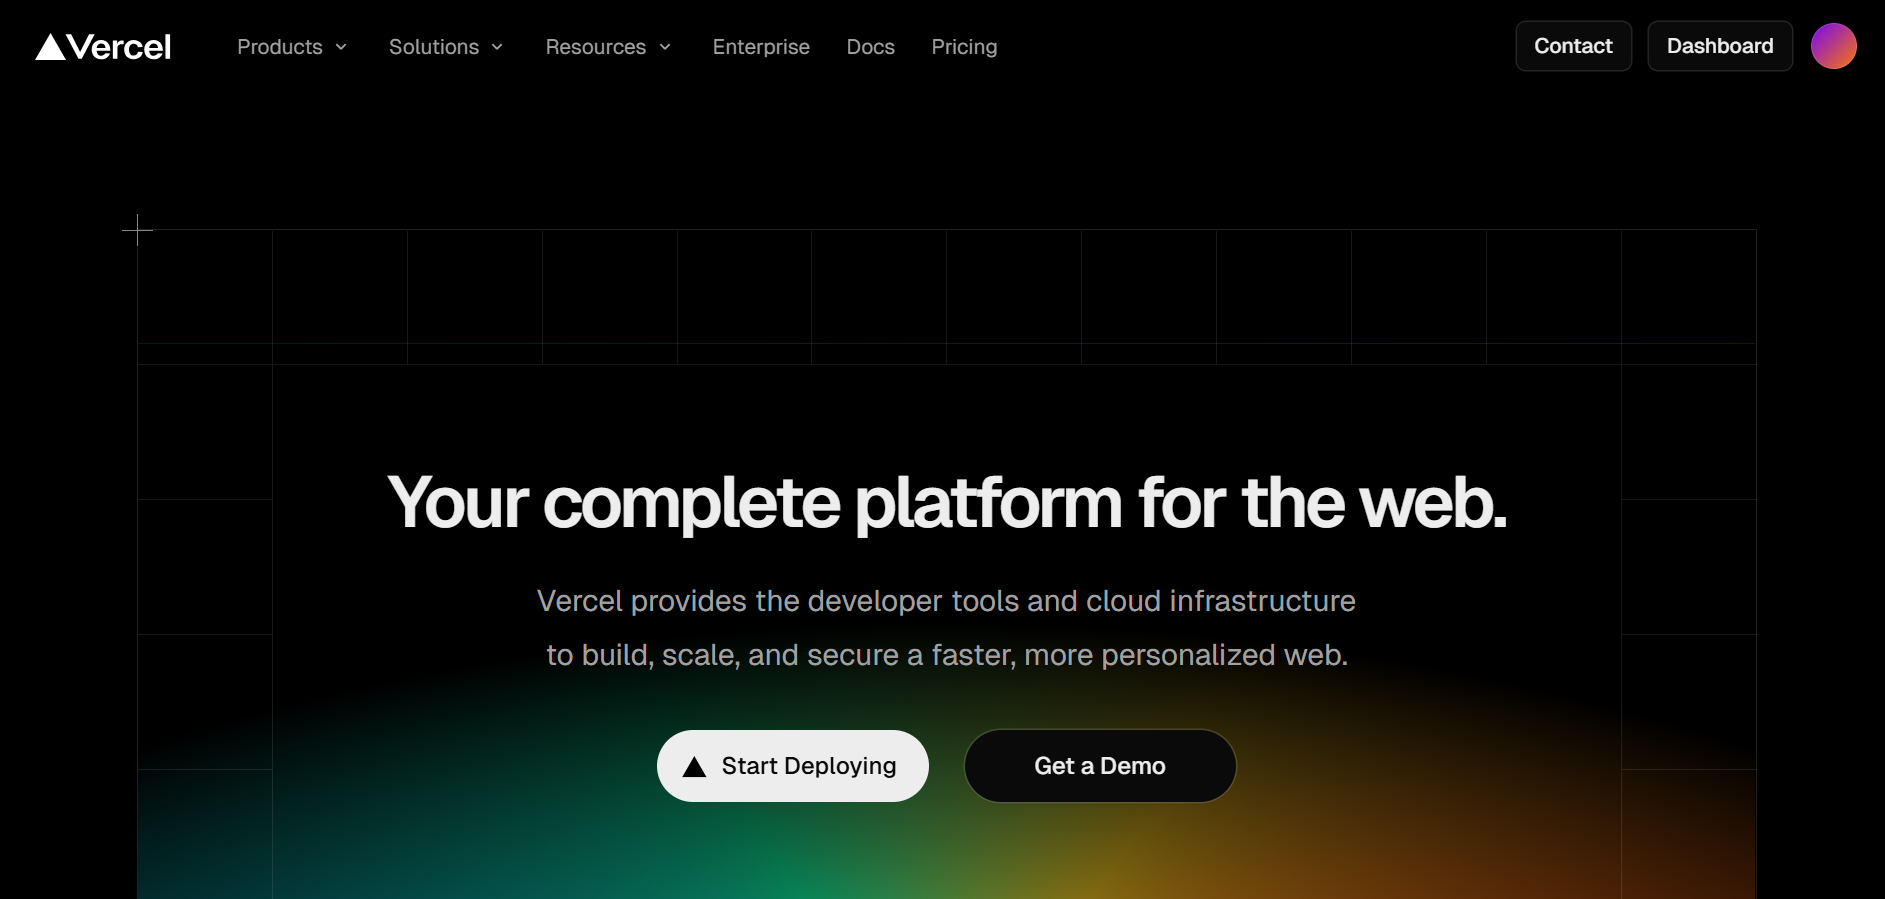 Vercel
Products
Solutions
Resources
Enterprise
Docs
Pricing
Contact
Dashboard
Your complete platform for the web.
Vercel provides the developer tools and cloud infrastructure
to build, scale, and secure a faster, more personalized web.
Start Deploying
Get a Demo